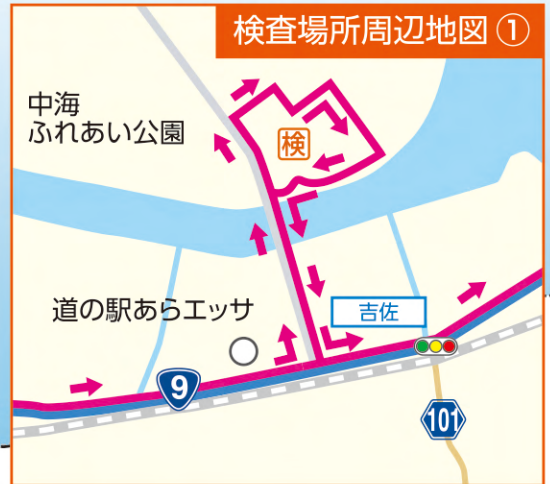 検査場所周辺地図①
中海
ふれあい公園
検
道の駅あらエッサ
吉佐
9
101